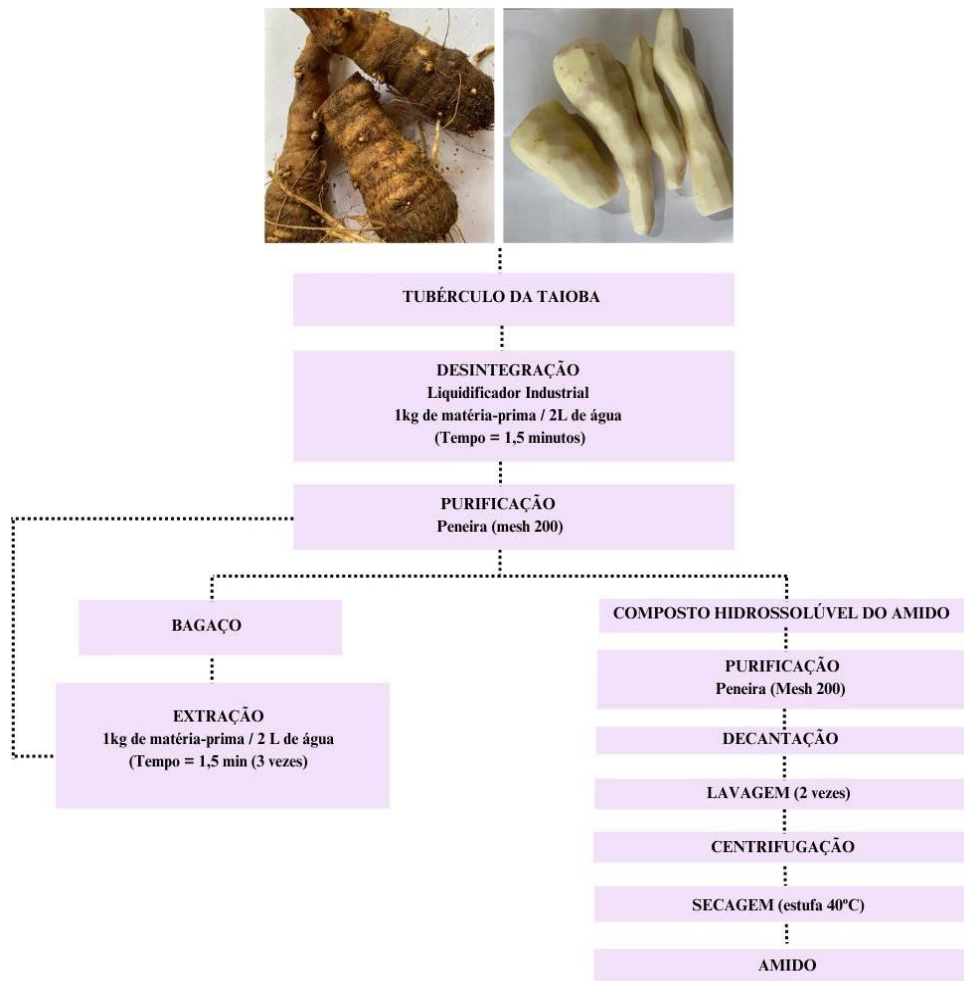 TUBÉRCULO DA TAIOBA
DESINTEGRAÇÃO
Liquidificador Industrial
1kg de matéria-prima / 2L de água
(Tempo = 1,5 minutos)
PURIFICAÇÃO
Peneira (mesh 200)
BAGAÇO
EXTRAÇÃO
1kg de matéria-prima / 2 L de água
(Tempo = 1,5 min (3 vezes)
COMPOSTO HIDROSSOLÚVEL DO AMIDO
PURIFICAÇÃO
Peneira (Mesh 200)
DECANTAÇÃO
LAVAGEM (2 vezes)
CENTRIFUGAÇÃO
SECAGEM (estufa 40ºC)
AMIDO